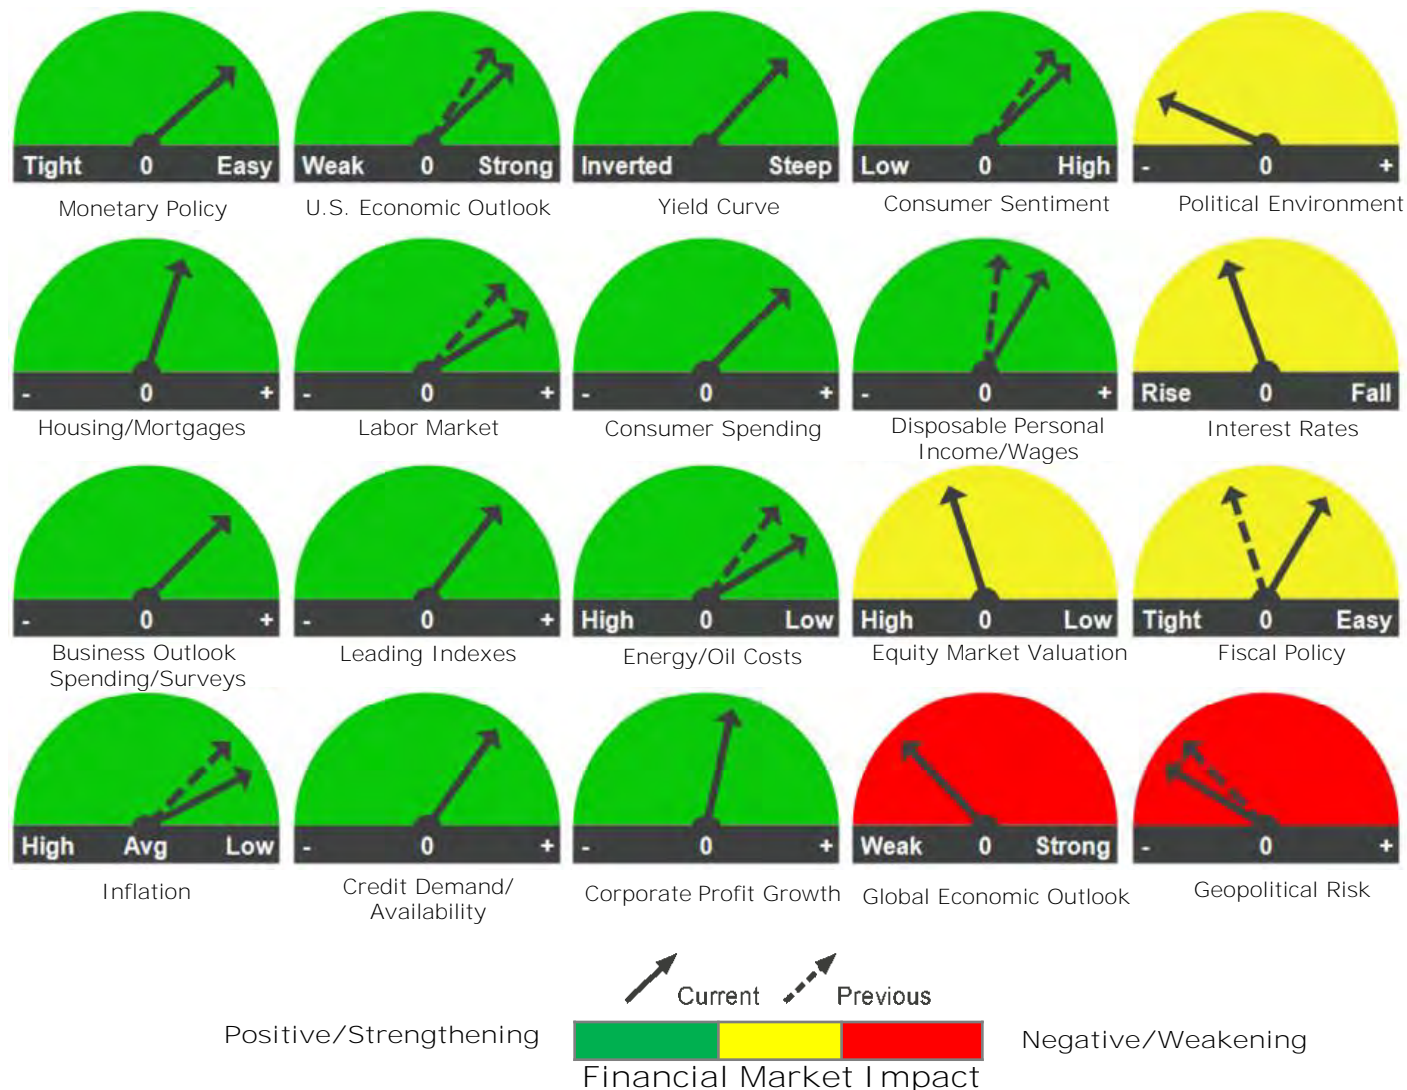 Tight 0 Easy
Weak 0 Strong
Inverted Steep
Low 0 High
- 0 +
Monetary Policy
U.S. Economic Outlook
Yield Curve
Consumer Sentiment
Political Environment
- 0 +
- 0 +
- 0 +
- 0 +
Rise 0 Fall
Housing/Mortgages
Labor Market
Consumer Spending
Disposable Personal
Income/Wages
Interest Rates
- 0 +
- 0 +
High 0 Low
High 0 Low
Tight 0 Easy
Business Outlook
Spending/Surveys
Leading Indexes
Energy/Oil Costs
Equity Market Valuation
Fiscal Policy
High Avg Low
- 0 +
- 0 +
Weak 0 Strong
- 0 +
Inflation
Credit Demand/
Availability
Corporate Profit Growth
Global Economic Outlook
Geopolitical Risk
Current Previous
Positive/Strengthening
Negative/Weakening
Financial Market Impact